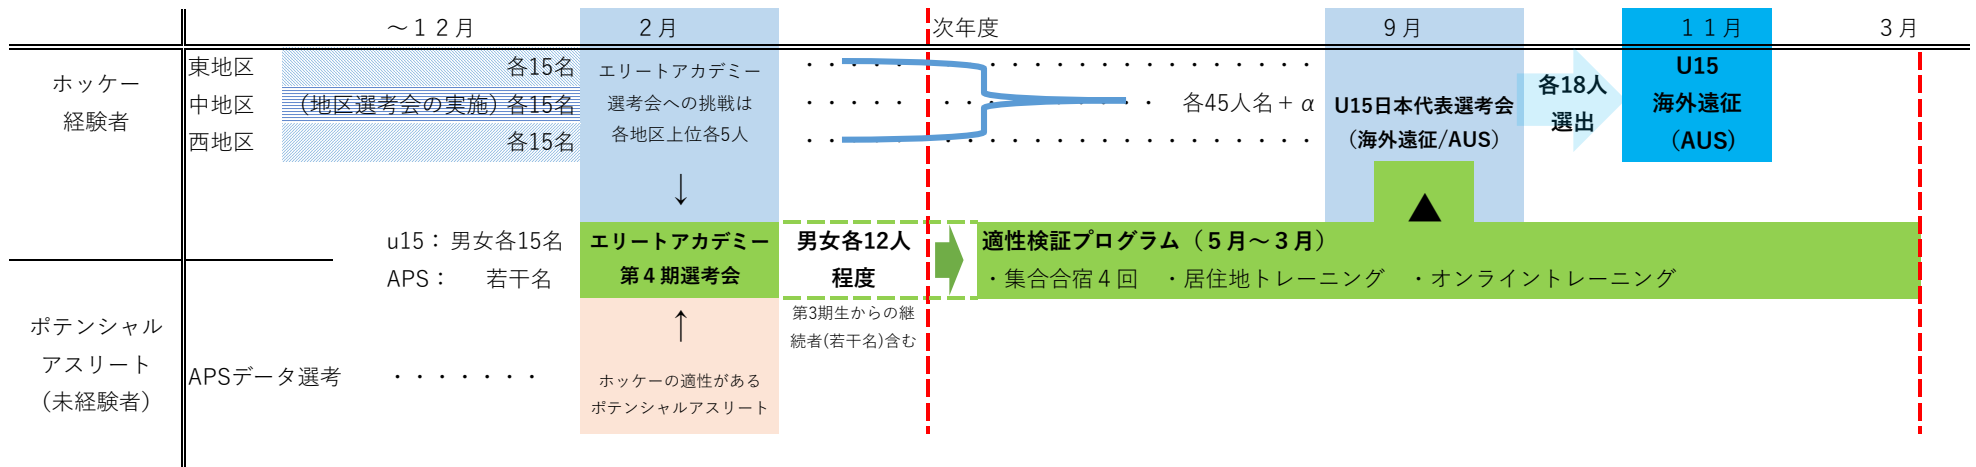 ～１２月
２月
次年度
９月
１１月
３月
ホッケー
経験者
東地区
各15名
中地区
（地区選考会の実施）各15名
西地区
各15名
エリートアカデミー
選考会への挑戦は
各地区上位各5人
↓
・・・・・・・・・・・・・・・・・・・・
・・・・・・・・・・・・・・ 各45人名＋α
・・・・・・・・・・・・・・・・・・・・
U15日本代表選考会
（海外遠征/AUS）
各18人
選出
U15
海外遠征
（AUS）
▲
u15： 男女各15名
APS： 若干名
エリートアカデミー
第４期選考会
男女各12人
程度
適性検証プログラム（５月～３月）
・集合合宿４回 ・居住地トレーニング ・オンライントレーニング
第3期生からの継
続者(若干名)含む
ポテンシャル
アスリート
（未経験者）
APSデータ選考 ・・・・・・・
↑
ホッケーの適性がある
ポテンシャルアスリート